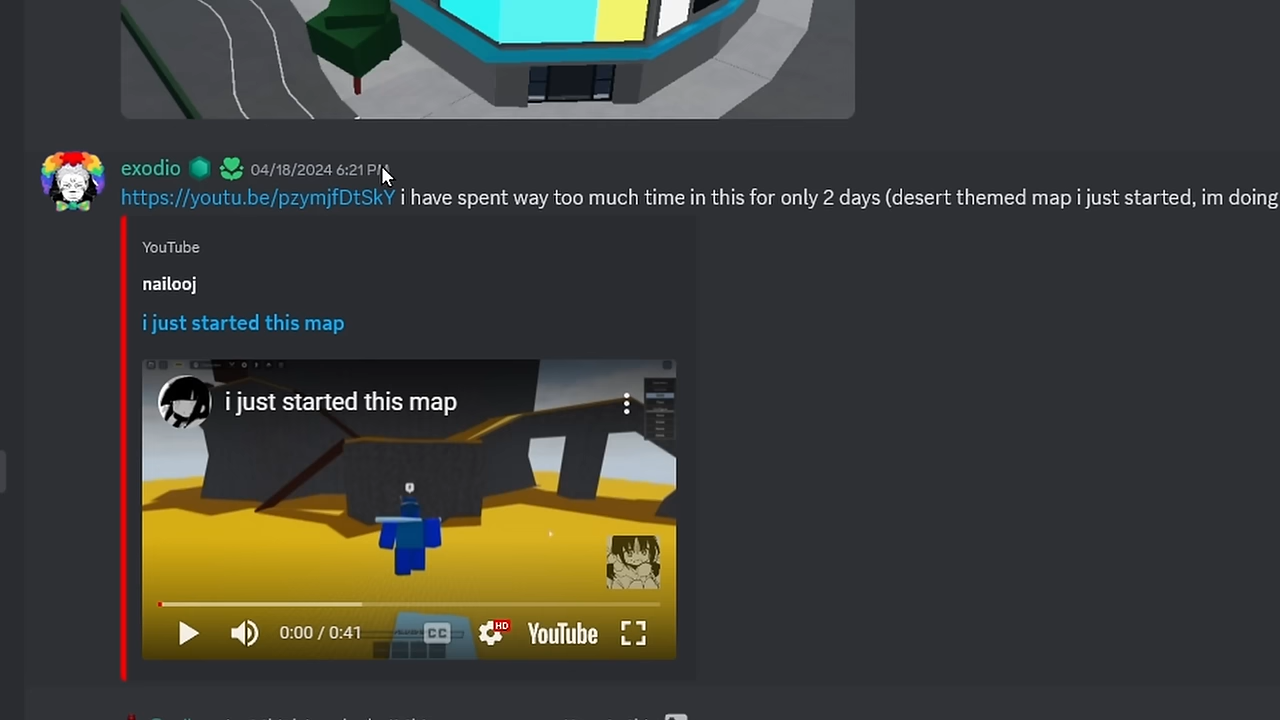 exodio 04/18/2024 6:21 PM
https://youtu.be/pzymjfDtSkY i have spent way too much time in this for only 2 days (desert themed map i just started, im doing
YouTube
nailooj
i just started this map
i just started this map
0:00 / 0:41 CC HD YouTube